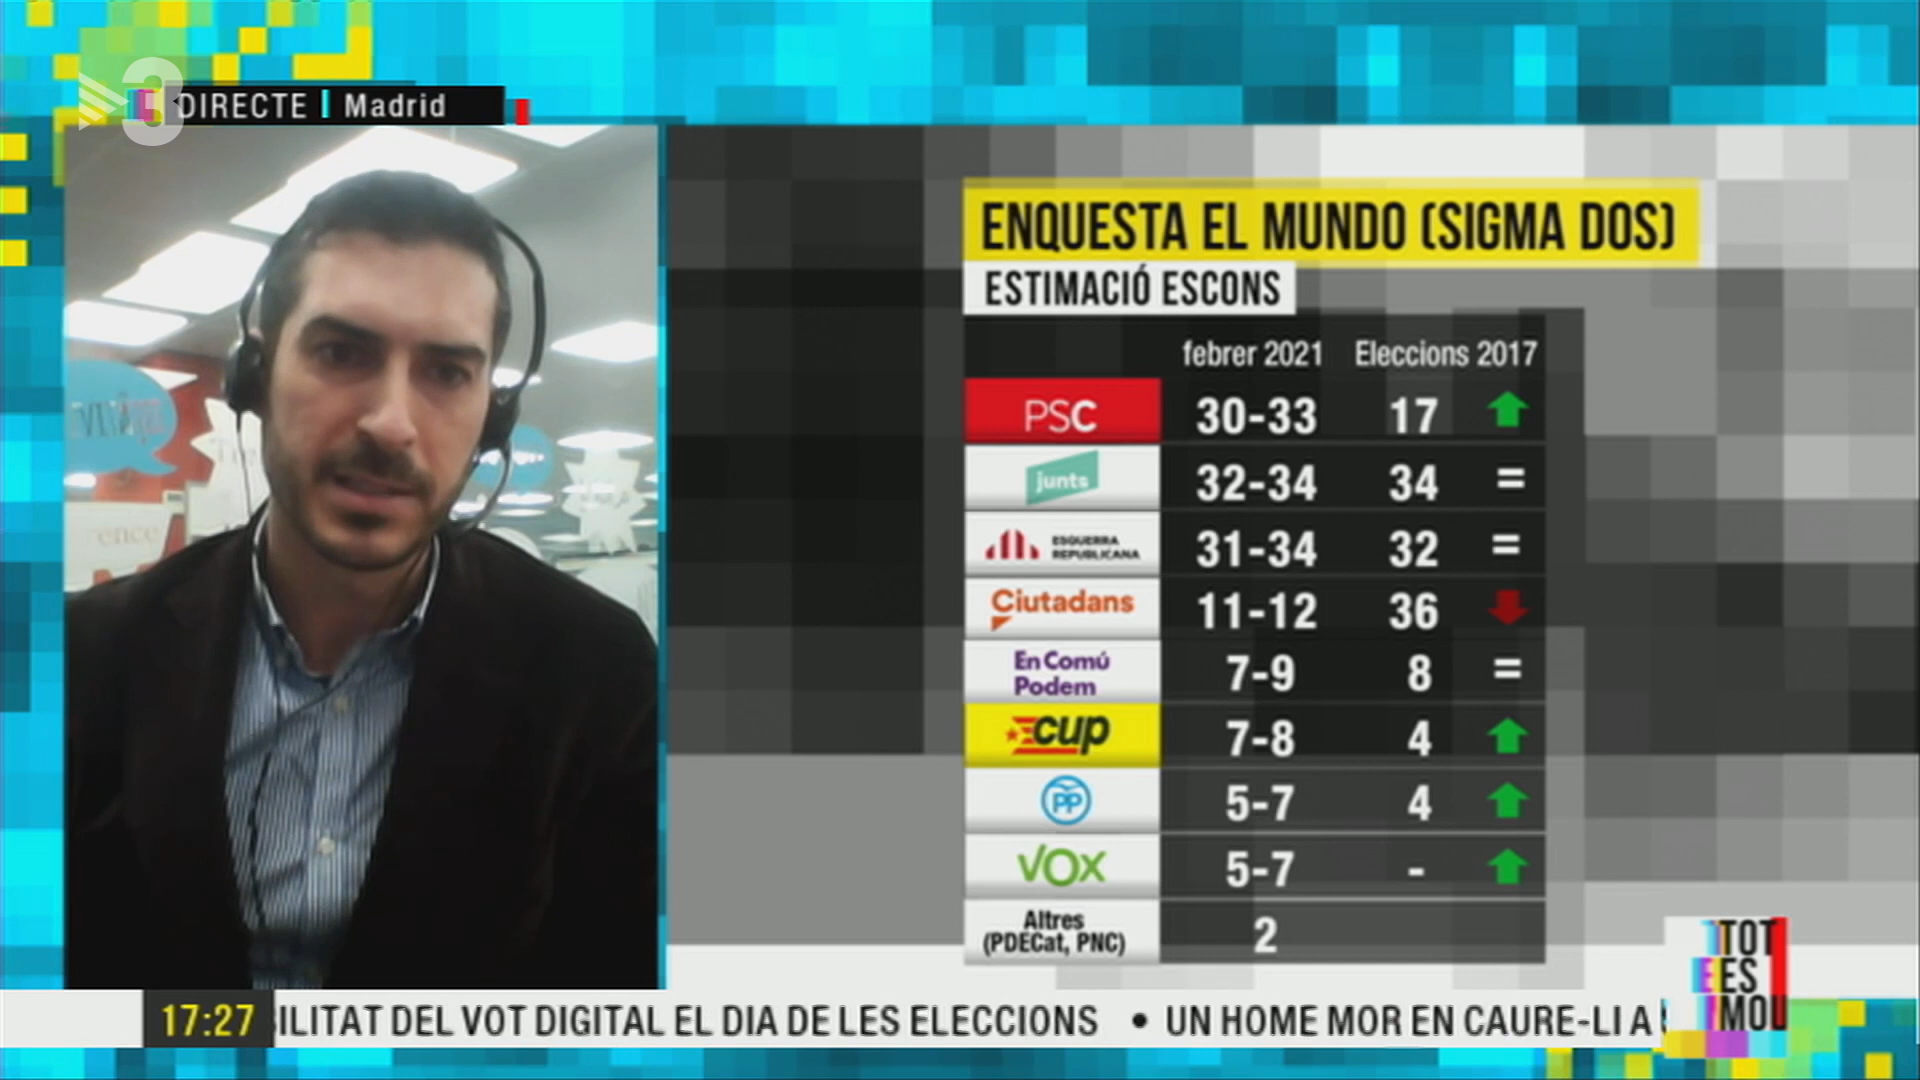 3
DIRECTE | Madrid
ENQUESTA EL MUNDO (SIGMA DOS)
ESTIMACIÓ ESCONS
febrer 2021 Eleccions 2017
PSC 30-33 17
junts 32-34 34 =
ESQUERRA REPUBLICANA 31-34 32 =
Ciutadans 11-12 36
En Comú Podem 7-9 8 =
cup 7-8 4
PP 5-7 4
VOX 5-7 -
Altres (PDECat, PNC) 2
TOT
ES
MOU
17:27 ILITAT DEL VOT DIGITAL EL DIA DE LES ELECCIONS • UN HOME MOR EN CAURE-LI A